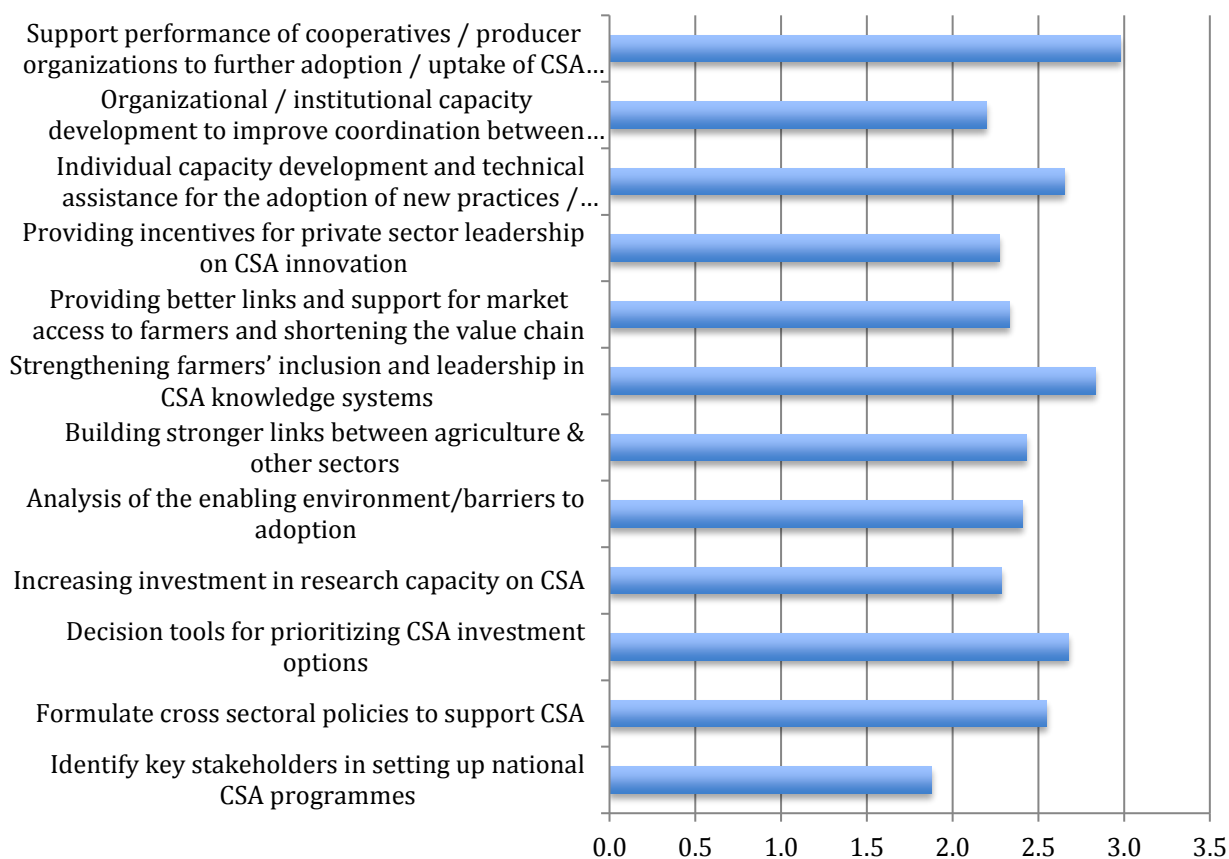 Support performance of cooperatives / producer
organizations to further adoption / uptake of CSA…
Organizational / institutional capacity
development to improve coordination between…
Individual capacity development and technical
assistance for the adoption of new practices /…
Providing incentives for private sector leadership
on CSA innovation
Providing better links and support for market
access to farmers and shortening the value chain
Strengthening farmers’ inclusion and leadership in
CSA knowledge systems
Building stronger links between agriculture &
other sectors
Analysis of the enabling environment/barriers to
adoption
Increasing investment in research capacity on CSA
Decision tools for prioritizing CSA investment
options
Formulate cross sectoral policies to support CSA
Identify key stakeholders in setting up national
CSA programmes
0.0 0.5 1.0 1.5 2.0 2.5 3.0 3.5